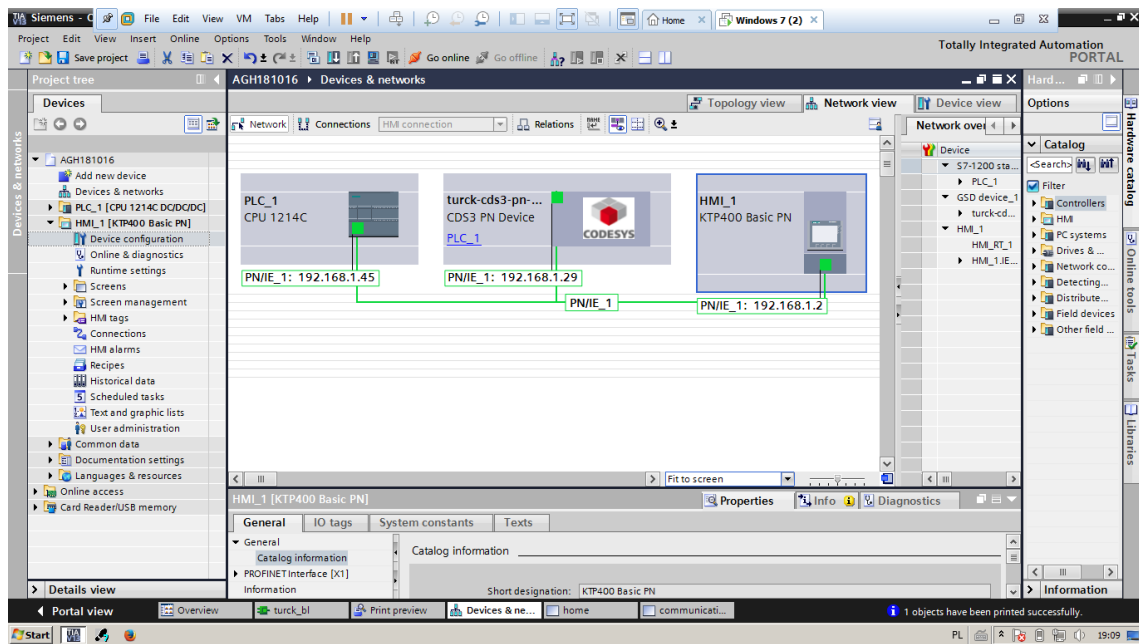 Siemens - C
File Edit View VM Tabs Help
Home
Windows 7 (2)
Project Edit View Insert Online Options Tools Window Help
Totally Integrated Automation
PORTAL
Save project
Go online
Go offline
Project tree
AGH181016 Devices & networks
Hard...
Devices
Topology view
Network view
Device view
Options
Network
Connections
HMI connection
Relations
Network over
Device
Catalog
<Search>
Filter
AGH181016
Add new device
Devices & networks
PLC_1 [CPU 1214C DC/DC/DC]
HMI_1 [KTP400 Basic PN]
Device configuration
Online & diagnostics
Runtime settings
Screens
Screen management
HMI tags
Connections
HMI alarms
Recipes
Historical data
Scheduled tasks
Text and graphic lists
User administration
Common data
Documentation settings
Languages & resources
Online access
Card Reader/USB memory
PLC_1
CPU 1214C
turck-cds3-pn-...
CDS3 PN Device
PLC_1
CODESYS
HMI_1
KTP400 Basic PN
PN/IE_1: 192.168.1.45
PN/IE_1: 192.168.1.29
PN/IE_1
PN/IE_1: 192.168.1.2
S7-1200 sta...
PLC_1
GSD device_1
turck-cd...
HMI_1
HMI_RT_1
HMI_1.IE...
Controllers
HMI
PC systems
Drives & ...
Network co...
Detecting...
Distribute...
Field devices
Other field ...
Devices & networks
Hardware catalog
Online tools
Tasks
Libraries
Fit to screen
HMI_1 [KTP400 Basic PN]
Properties
Info
Diagnostics
General
IO tags
System constants
Texts
General
Catalog information
PROFINET Interface [X1]
Information
Catalog information
Short designation: KTP400 Basic PN
Details view
Information
Portal view
Overview
turck_bl
Print preview
Devices & ne...
home
communicati...
1 objects have been printed successfully.
Start
PL
19:09